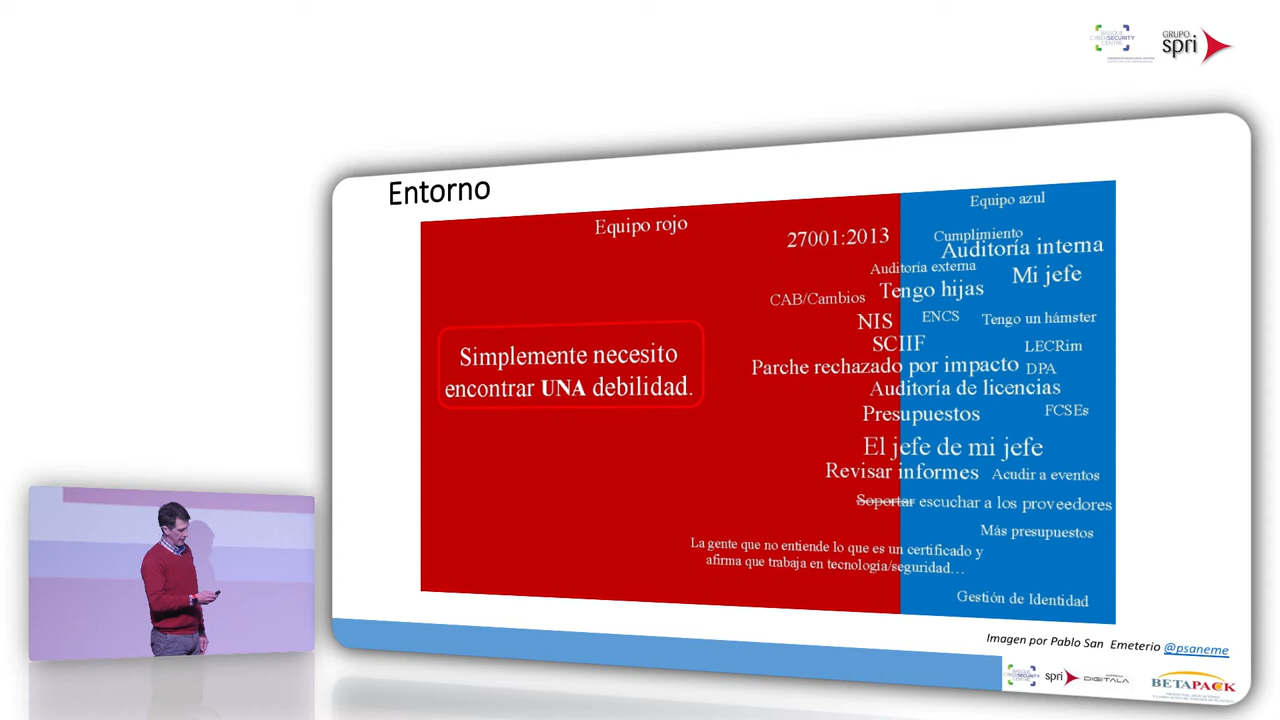 BASQUE
CYBERSECURITY
CENTRE
GRUPO
spri
Entorno
Equipo rojo
Equipo azul
27001:2013
Cumplimiento
Auditoría interna
Auditoría externa
Mi jefe
CAB/Cambios
Tengo hijas
NIS
ENCS
Tengo un hámster
SCIIF
LECRim
Simplemente necesito
encontrar UNA debilidad.
Parche rechazado por impacto
DPA
Auditoría de licencias
Presupuestos
FCSEs
El jefe de mi jefe
Revisar informes
Acudir a eventos
Soportar escuchar a los proveedores
Más presupuestos
La gente que no entiende lo que es un certificado y
afirma que trabaja en tecnología/seguridad…
Gestión de Identidad
Imagen por Pablo San Emeterio @psaneme
spri
DIGITALA
BETAPACK